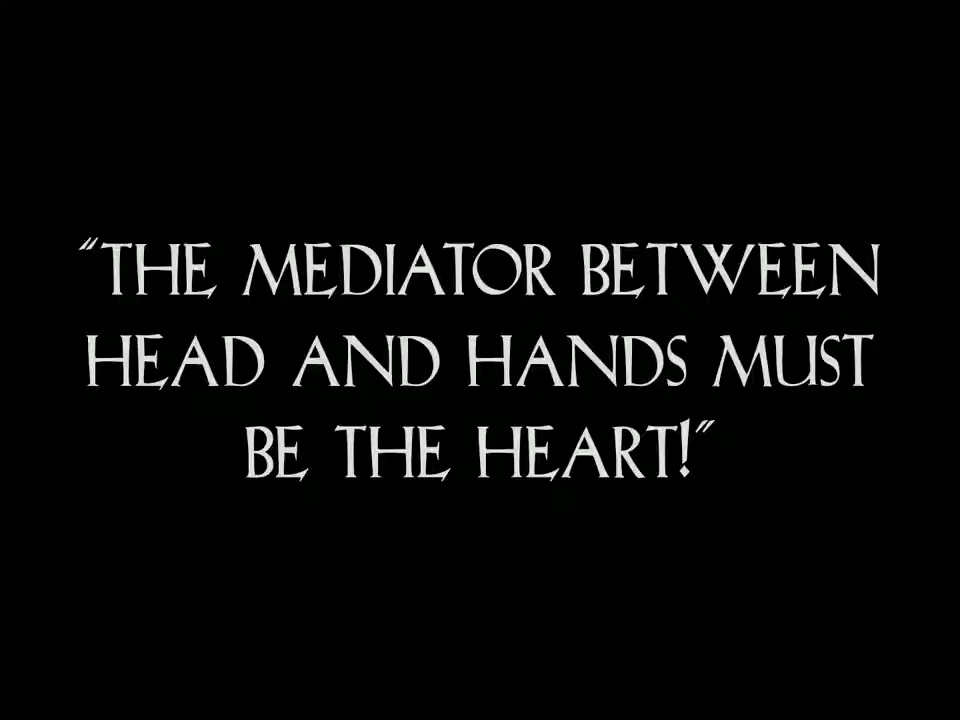 "THE MEDIATOR BETWEEN
HEAD AND HANDS MUST
BE THE HEART!"